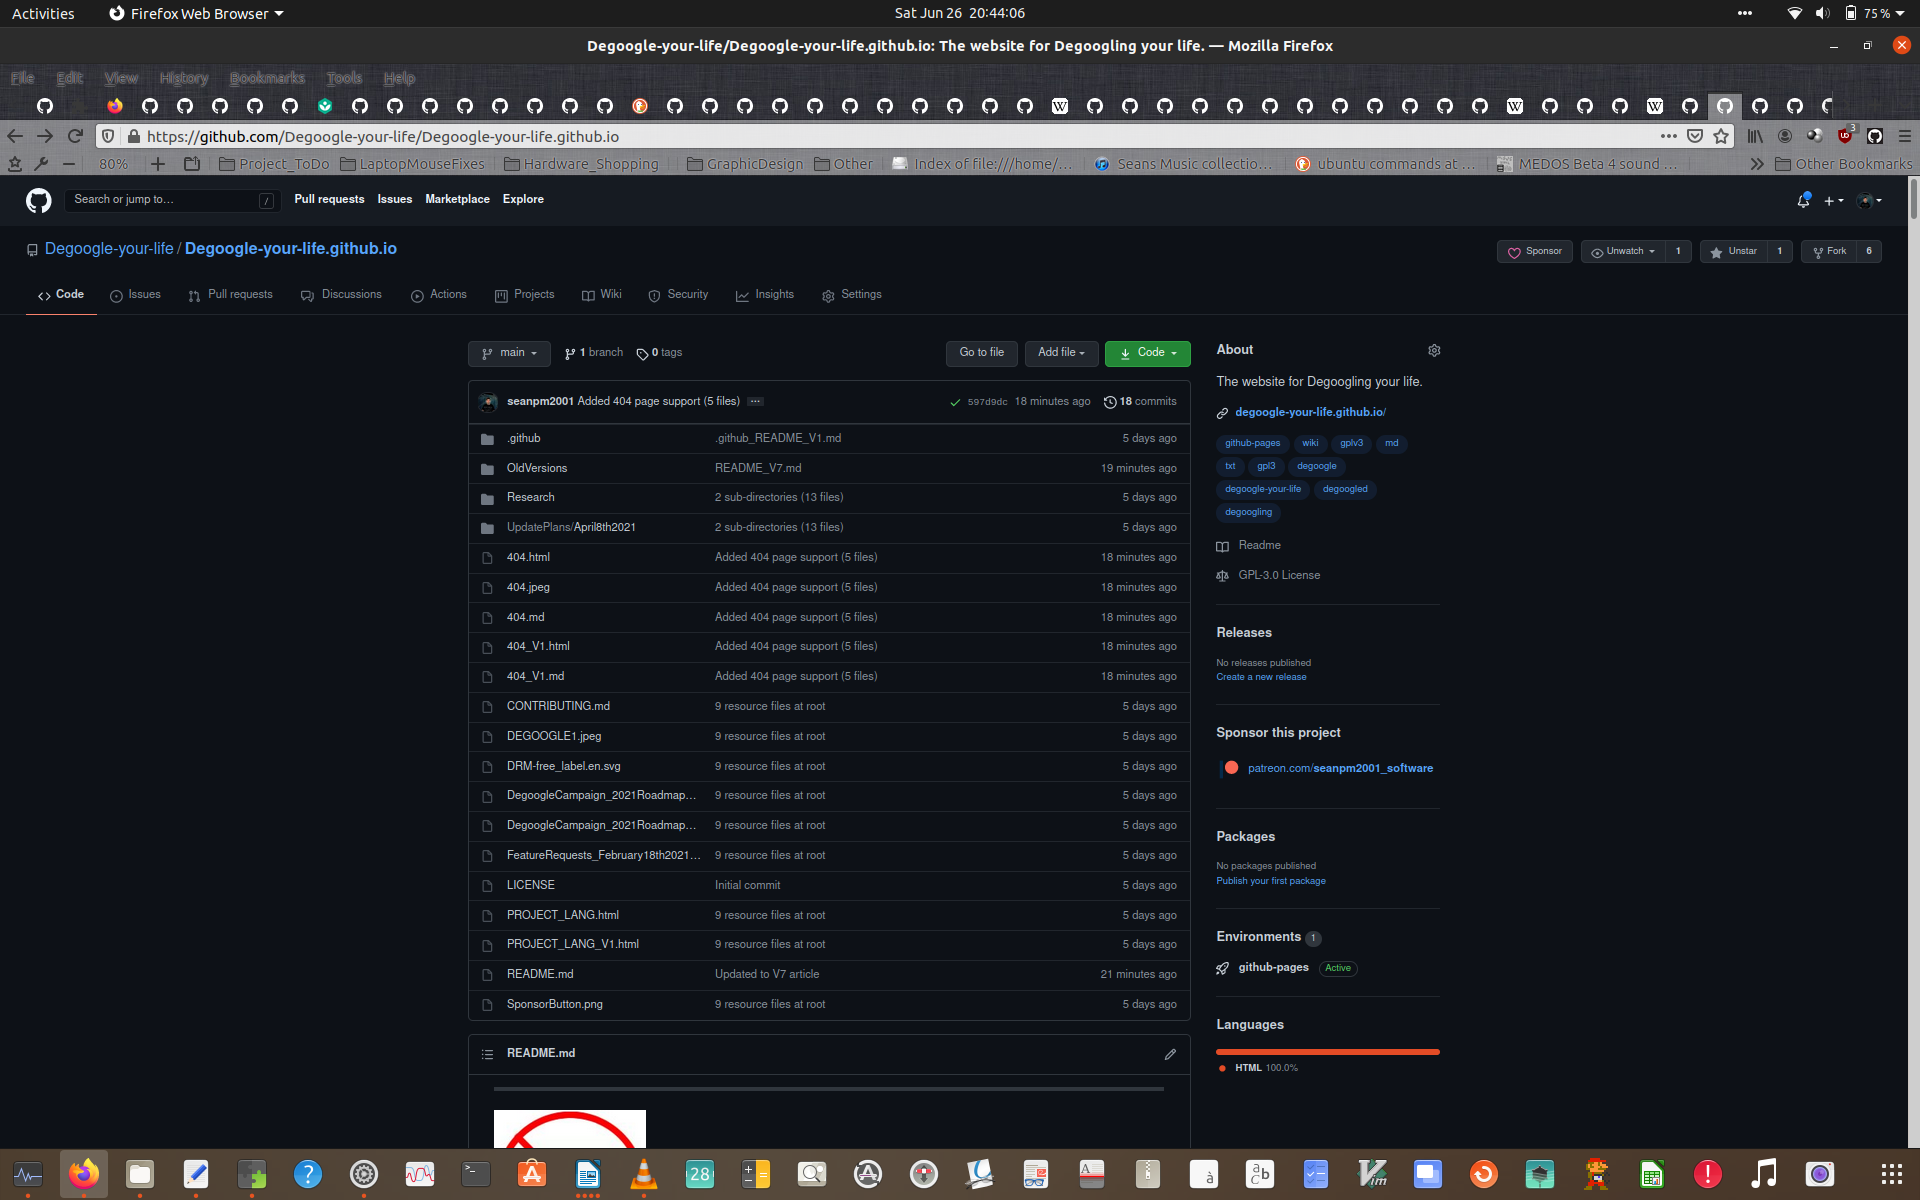 Activities Firefox Web Browser Sat Jun 26 20:44:06 75 %
Degoogle-your-life/Degoogle-your-life.github.io: The website for Degoogling your life. — Mozilla Firefox
File Edit View History Bookmarks Tools Help
https://github.com/Degoogle-your-life/Degoogle-your-life.github.io 3
80% Project_ToDo LaptopMouseFixes Hardware_Shopping GraphicDesign Other Index of file:///home/... Seans Music collectio... ubuntu commands at ... MEDOS Beta 4 sound ... Other Bookmarks
Search or jump to... / Pull requests Issues Marketplace Explore
Degoogle-your-life / Degoogle-your-life.github.io Sponsor Unwatch 1 Unstar 1 Fork 6
Code Issues Pull requests Discussions Actions Projects Wiki Security Insights Settings
main 1 branch 0 tags Go to file Add file Code
seanpm2001 Added 404 page support (5 files) ... 597d9dc 18 minutes ago 18 commits
.github .github_README_V1.md 5 days ago
OldVersions README_V7.md 19 minutes ago
Research 2 sub-directories (13 files) 5 days ago
UpdatePlans/April8th2021 2 sub-directories (13 files) 5 days ago
404.html Added 404 page support (5 files) 18 minutes ago
404.jpeg Added 404 page support (5 files) 18 minutes ago
404.md Added 404 page support (5 files) 18 minutes ago
404_V1.html Added 404 page support (5 files) 18 minutes ago
404_V1.md Added 404 page support (5 files) 18 minutes ago
CONTRIBUTING.md 9 resource files at root 5 days ago
DEGOOGLE1.jpeg 9 resource files at root 5 days ago
DRM-free_label.en.svg 9 resource files at root 5 days ago
DegoogleCampaign_2021Roadmap... 9 resource files at root 5 days ago
DegoogleCampaign_2021Roadmap... 9 resource files at root 5 days ago
FeatureRequests_February18th2021... 9 resource files at root 5 days ago
LICENSE Initial commit 5 days ago
PROJECT_LANG.html 9 resource files at root 5 days ago
PROJECT_LANG_V1.html 9 resource files at root 5 days ago
README.md Updated to V7 article 21 minutes ago
SponsorButton.png 9 resource files at root 5 days ago
README.md
About
The website for Degoogling your life.
degoogle-your-life.github.io/
github-pages wiki gplv3 md
txt gpl3 degoogle
degoogle-your-life degoogled
degoogling
Readme
GPL-3.0 License
Releases
No releases published
Create a new release
Sponsor this project
patreon.com/seanpm2001_software
Packages
No packages published
Publish your first package
Environments 1
github-pages Active
Languages
HTML 100.0%
28